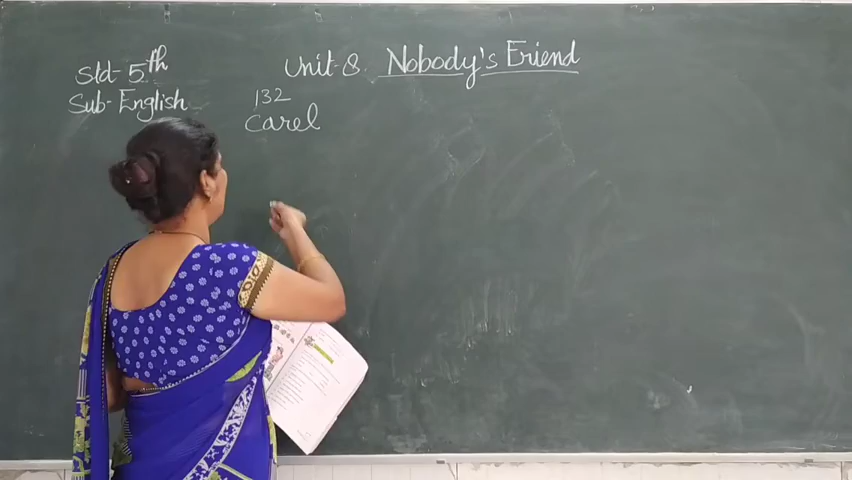 Std- 5th
Sub- English
Unit-8. Nobody's Friend
132
Carel